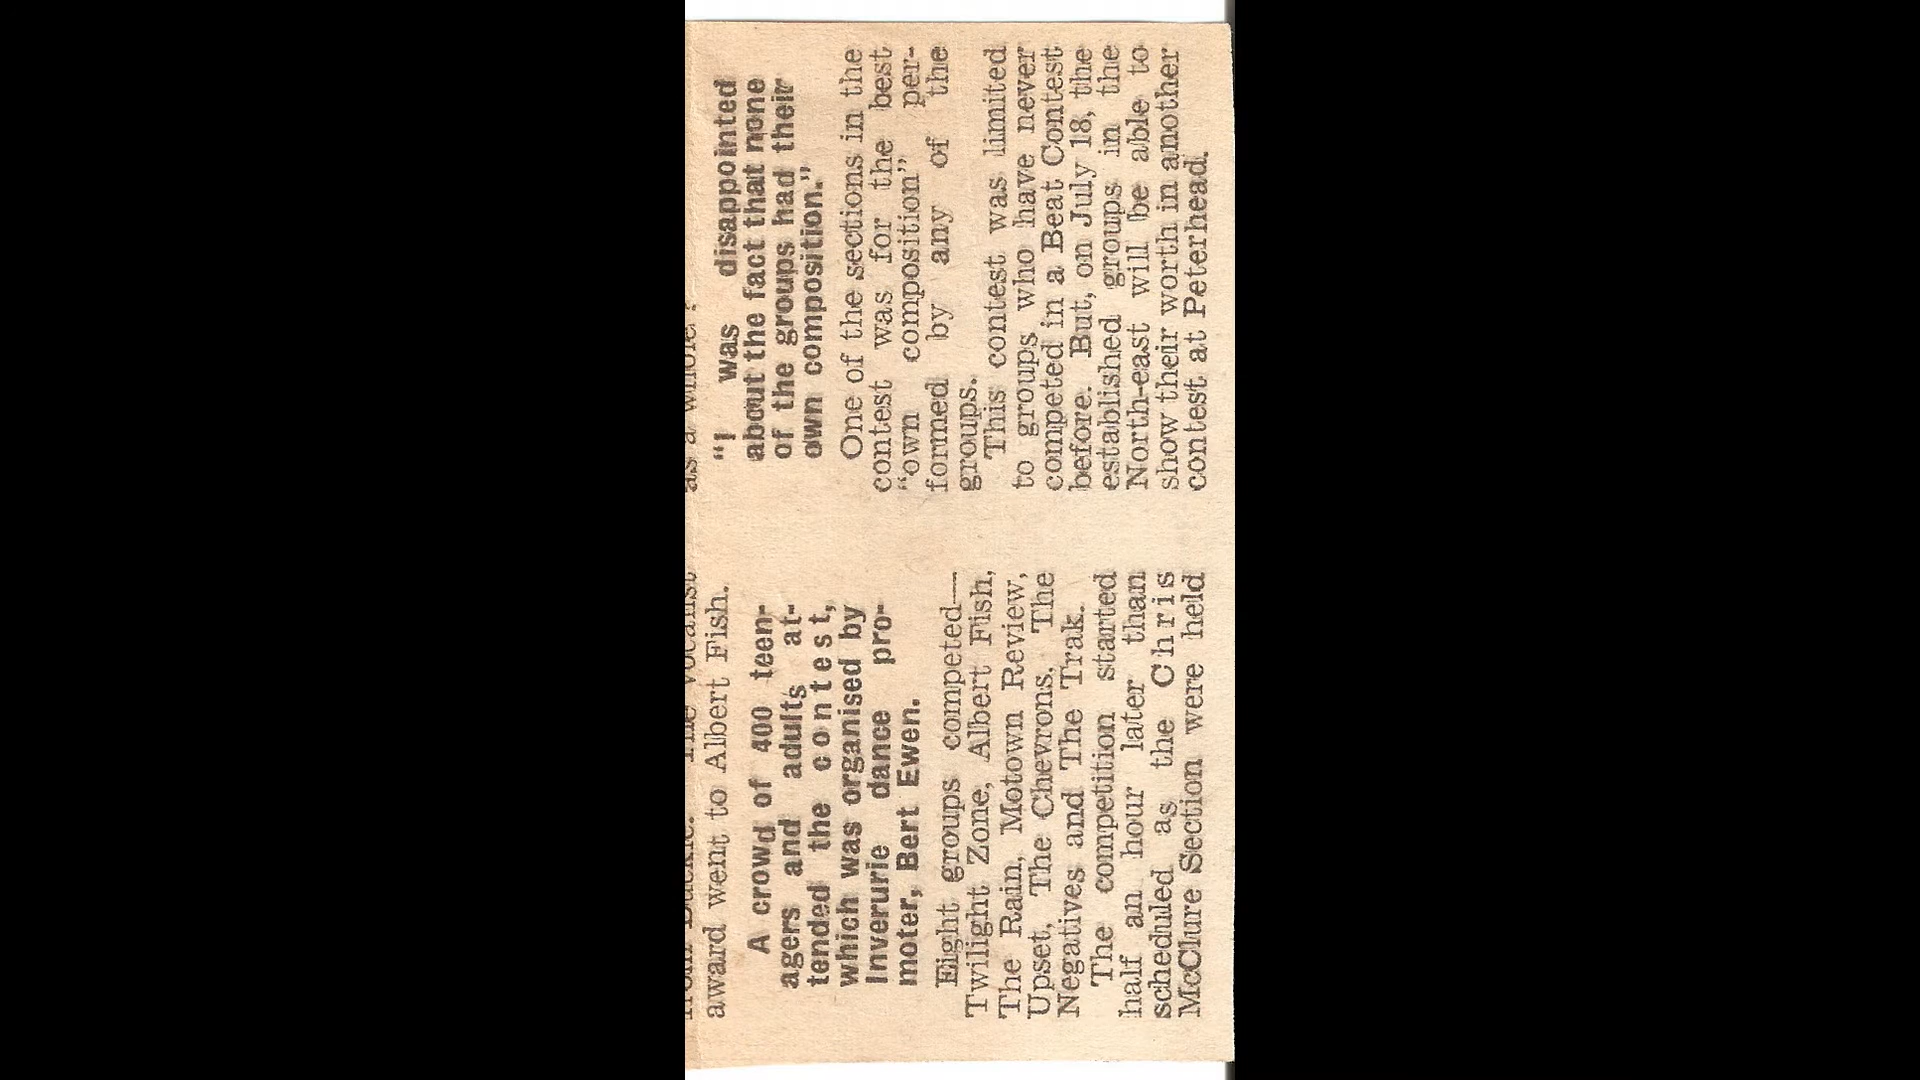 award went to Albert Fish.
A crowd of 400 teen-
agers and adults at-
tended the contest,
which was organised by
Inverurie dance pro-
moter, Bert Ewen.
Eight groups competed—
Twilight Zone, Albert Fish,
The Rain, Motown Review,
Upset, The Chevrons, The
Negatives and The Trak.
The competition started
half an hour later than
scheduled as the Chris
McClure Section were held
as a whole?
"I was disappointed
about the fact that none
of the groups had their
own composition."
One of the sections in the
contest was for the best
"own composition" per-
formed by any of the
groups.
This contest was limited
to groups who have never
competed in a Beat Contest
before. But, on July 18, the
established groups in the
North-east will be able to
show their worth in another
contest at Peterhead.